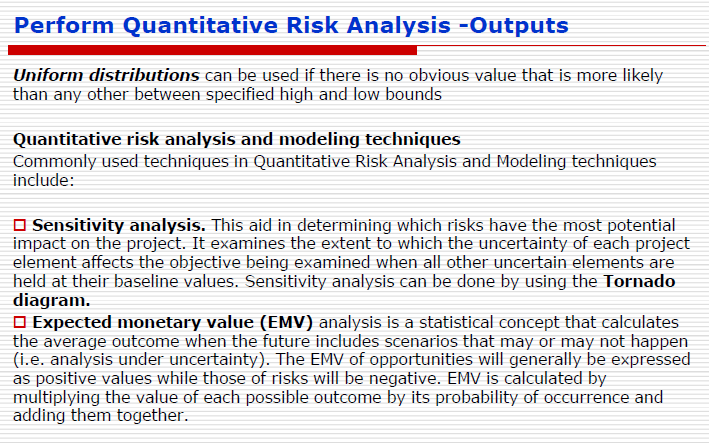 Perform Quantitative Risk Analysis -Outputs
Uniform distributions can be used if there is no obvious value that is more likely
than any other between specified high and low bounds
Quantitative risk analysis and modeling techniques
Commonly used techniques in Quantitative Risk Analysis and Modeling techniques
include:
Sensitivity analysis. This aid in determining which risks have the most potential
impact on the project. It examines the extent to which the uncertainty of each project
element affects the objective being examined when all other uncertain elements are
held at their baseline values. Sensitivity analysis can be done by using the Tornado
diagram.
Expected monetary value (EMV) analysis is a statistical concept that calculates
the average outcome when the future includes scenarios that may or may not happen
(i.e. analysis under uncertainty). The EMV of opportunities will generally be expressed
as positive values while those of risks will be negative. EMV is calculated by
multiplying the value of each possible outcome by its probability of occurrence and
adding them together.